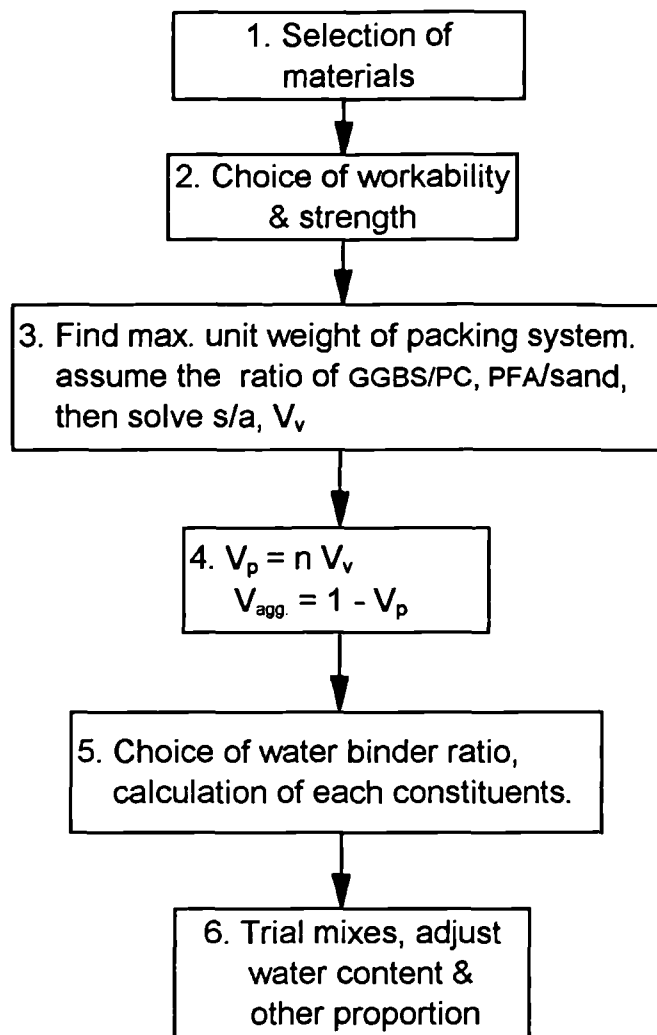 1. Selection of
materials
2. Choice of workability
& strength
3. Find max. unit weight of packing system.
assume the ratio of GGBS/PC, PFA/sand,
then solve s/a, Vv
4. Vp = n Vv
Vagg. = 1 - Vp
5. Choice of water binder ratio,
calculation of each constituents.
6. Trial mixes, adjust
water content &
other proportion